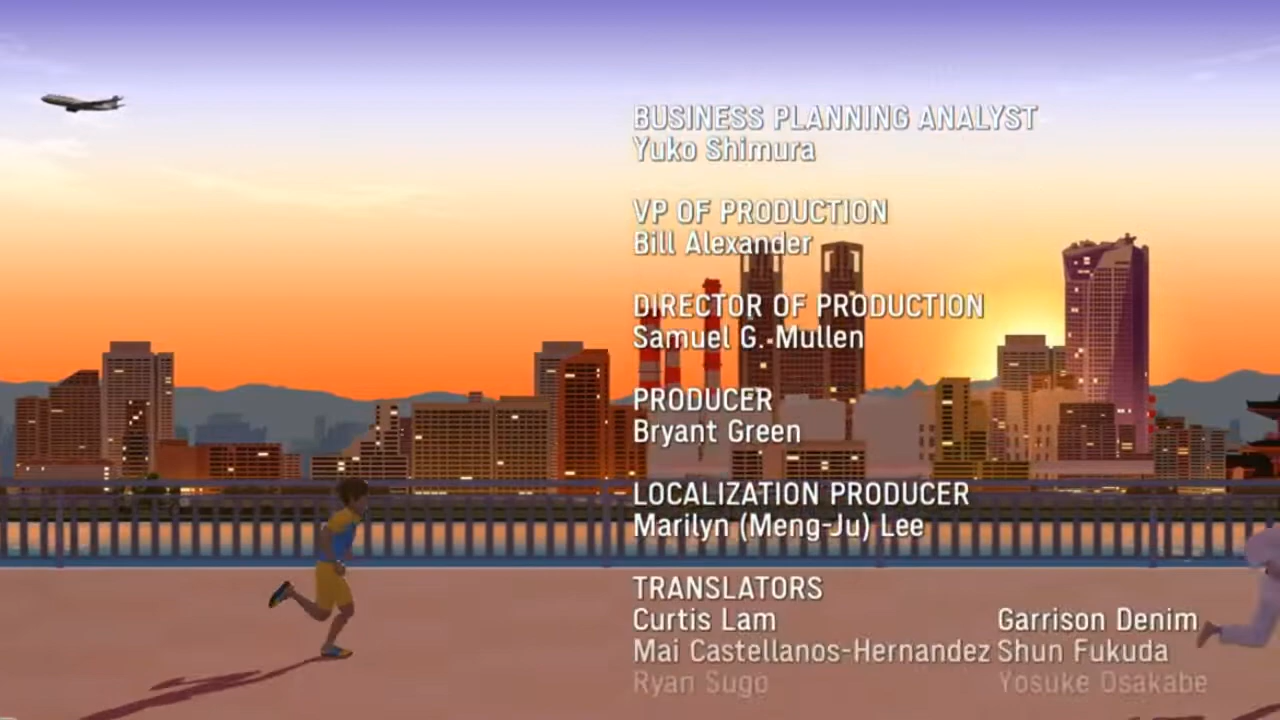 BUSINESS PLANNING ANALYST
Yuko Shimura
VP OF PRODUCTION
Bill Alexander
DIRECTOR OF PRODUCTION
Samuel G. Mullen
PRODUCER
Bryant Green
LOCALIZATION PRODUCER
Marilyn (Meng-Ju) Lee
TRANSLATORS
Curtis Lam Garrison Denim
Mai Castellanos-Hernandez Shun Fukuda
Ryan Sugo Yosuke Osakabe